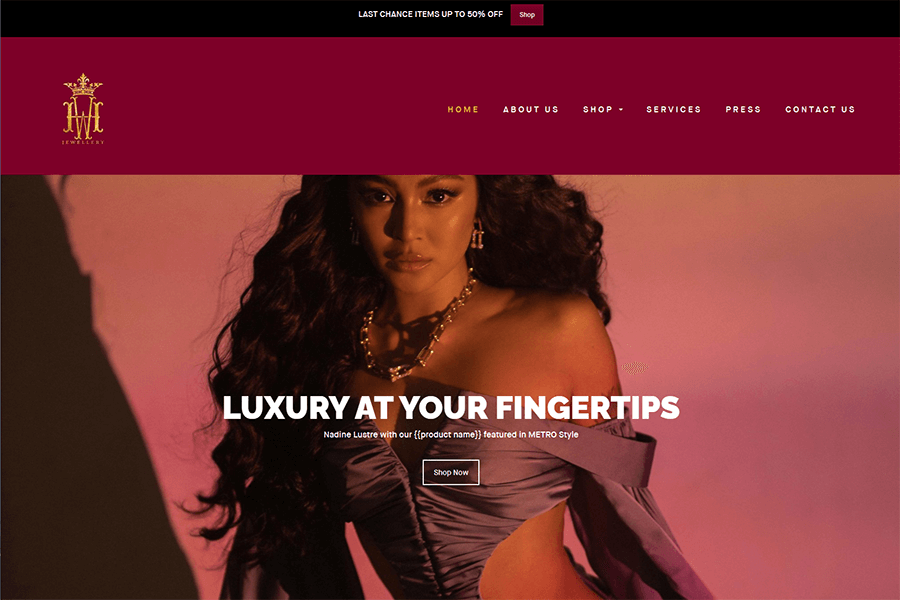 LAST CHANCE ITEMS UP TO 50% OFF Shop
JEWELLERY
HOME ABOUT US SHOP SERVICES PRESS CONTACT US
LUXURY AT YOUR FINGERTIPS
Nadine Lustre with our {{product name}} featured in METRO Style
Shop Now